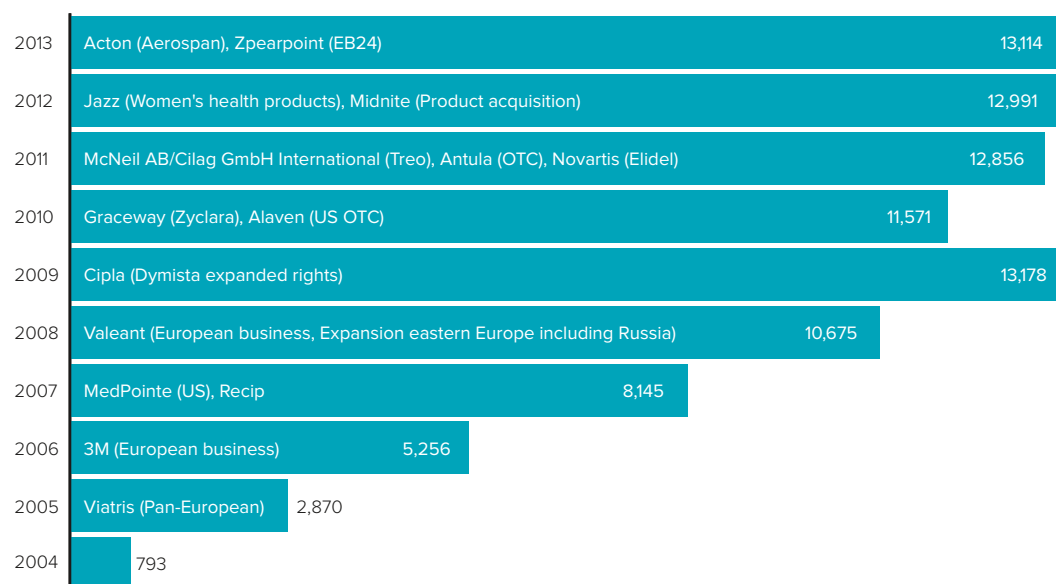 2013 Acton (Aerospan), Zpearpoint (EB24) 13,114
2012 Jazz (Women's health products), Midnite (Product acquisition) 12,991
2011 McNeil AB/Cilag GmbH International (Treo), Antula (OTC), Novartis (Elidel) 12,856
2010 Graceway (Zyclara), Alaven (US OTC) 11,571
2009 Cipla (Dymista expanded rights) 13,178
2008 Valeant (European business, Expansion eastern Europe including Russia) 10,675
2007 MedPointe (US), Recip 8,145
2006 3M (European business) 5,256
2005 Viatris (Pan-European) 2,870
2004 793